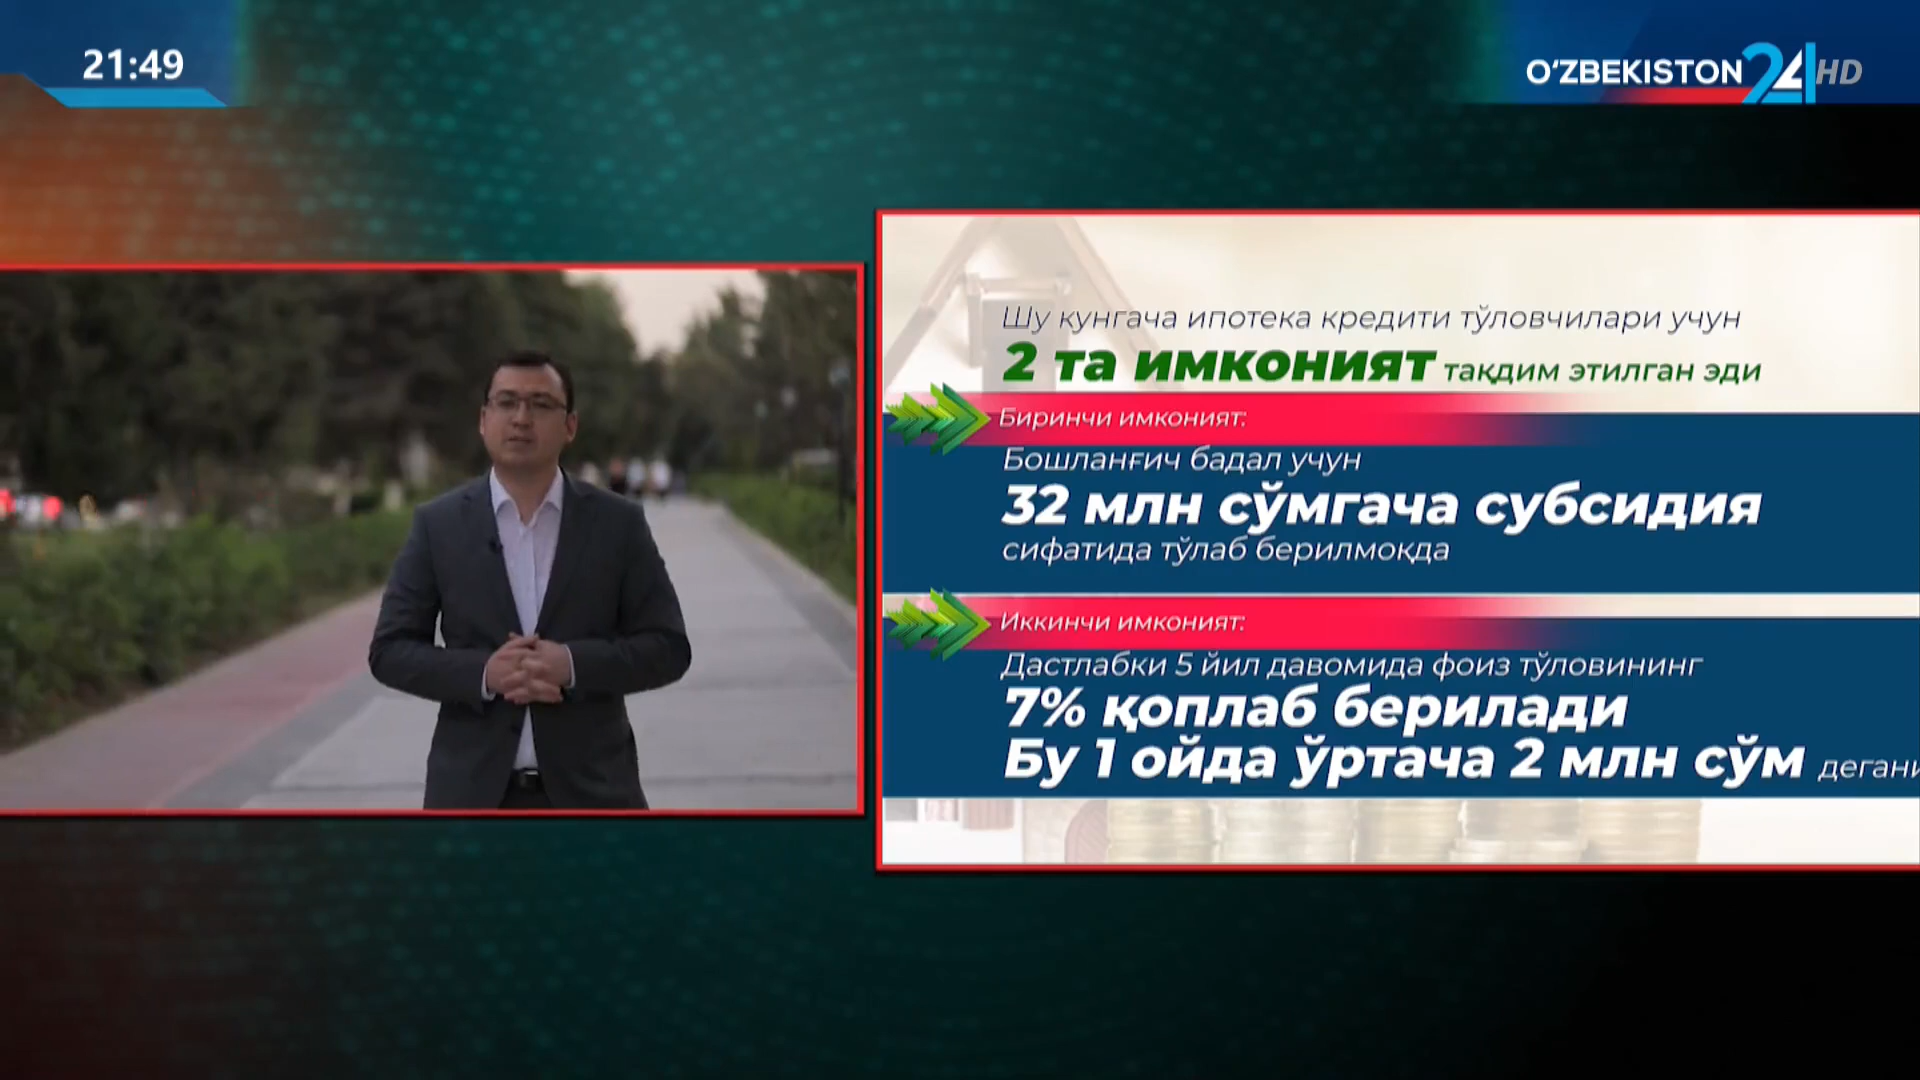 21:49
O‘ZBEKISTON 24 HD
Шу кунгача ипотека кредити тўловчилари учун
2 та имконият тақдим этилган эди
Биринчи имконият:
Бошланғич бадал учун
32 млн сўмгача субсидия
сифатида тўлаб берилмоқда
Иккинчи имконият:
Дастлабки 5 йил давомида фоиз тўловининг
7% қоплаб берилади
Бу 1 ойда ўртача 2 млн сўм дегани